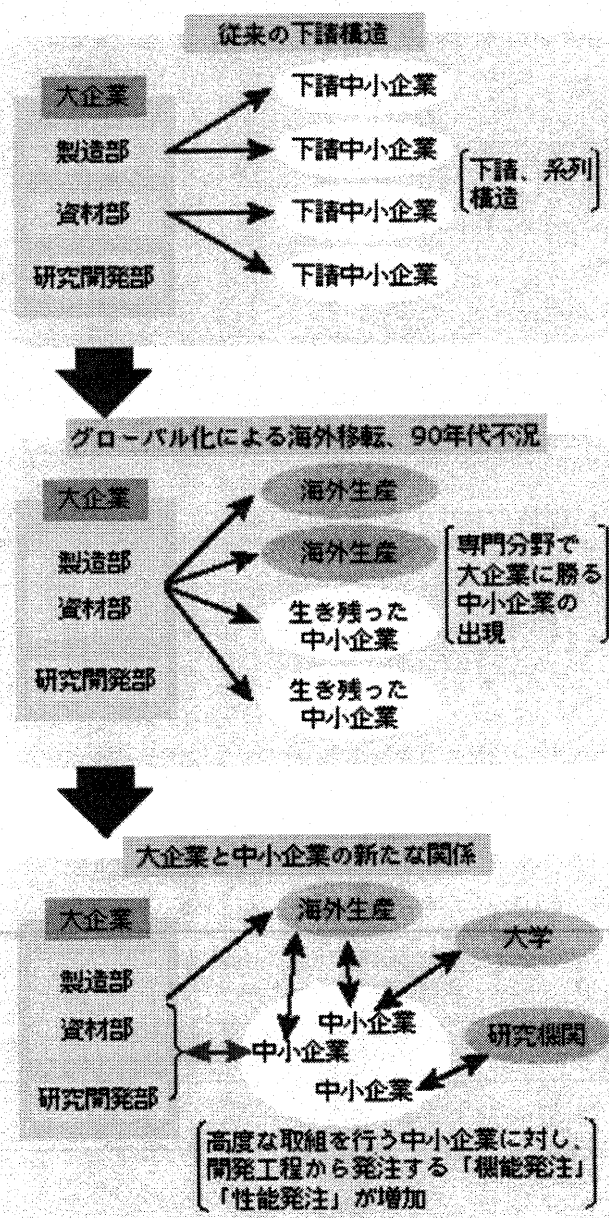 従来の下請構造
大企業
製造部
資材部
研究開発部
下請中小企業
下請中小企業
下請中小企業
下請中小企業
下請、系列
構造
グローバル化による海外移転、90年代不況
大企業
製造部
資材部
研究開発部
海外生産
海外生産
生き残った
中小企業
生き残った
中小企業
専門分野で
大企業に勝る
中小企業の
出現
大企業と中小企業の新たな関係
大企業
製造部
資材部
研究開発部
海外生産
大学
中小企業
中小企業
研究機関
中小企業
高度な取組を行う中小企業に対し、
開発工程から発注する「機能発注」
「性能発注」が増加